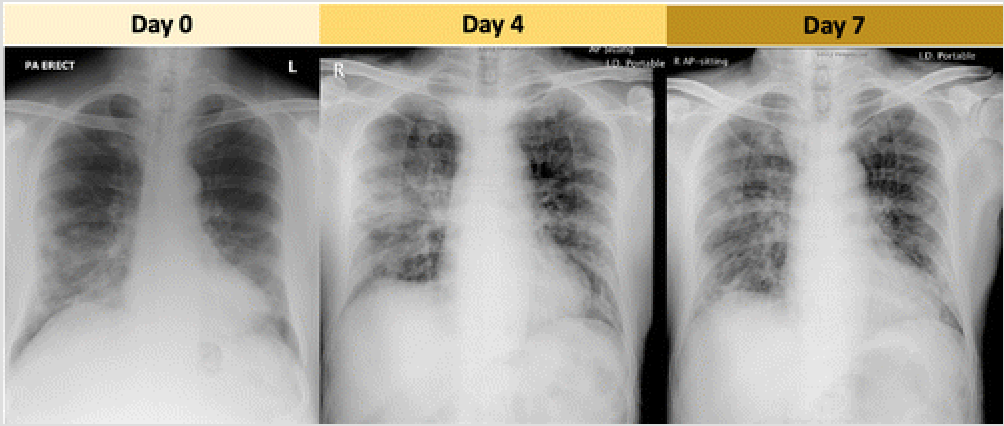 Day 0
Day 4
Day 7
PA ERECT
L
R
AP Sitting
I.D. Portable
R AP-sitting
I.D. Portable